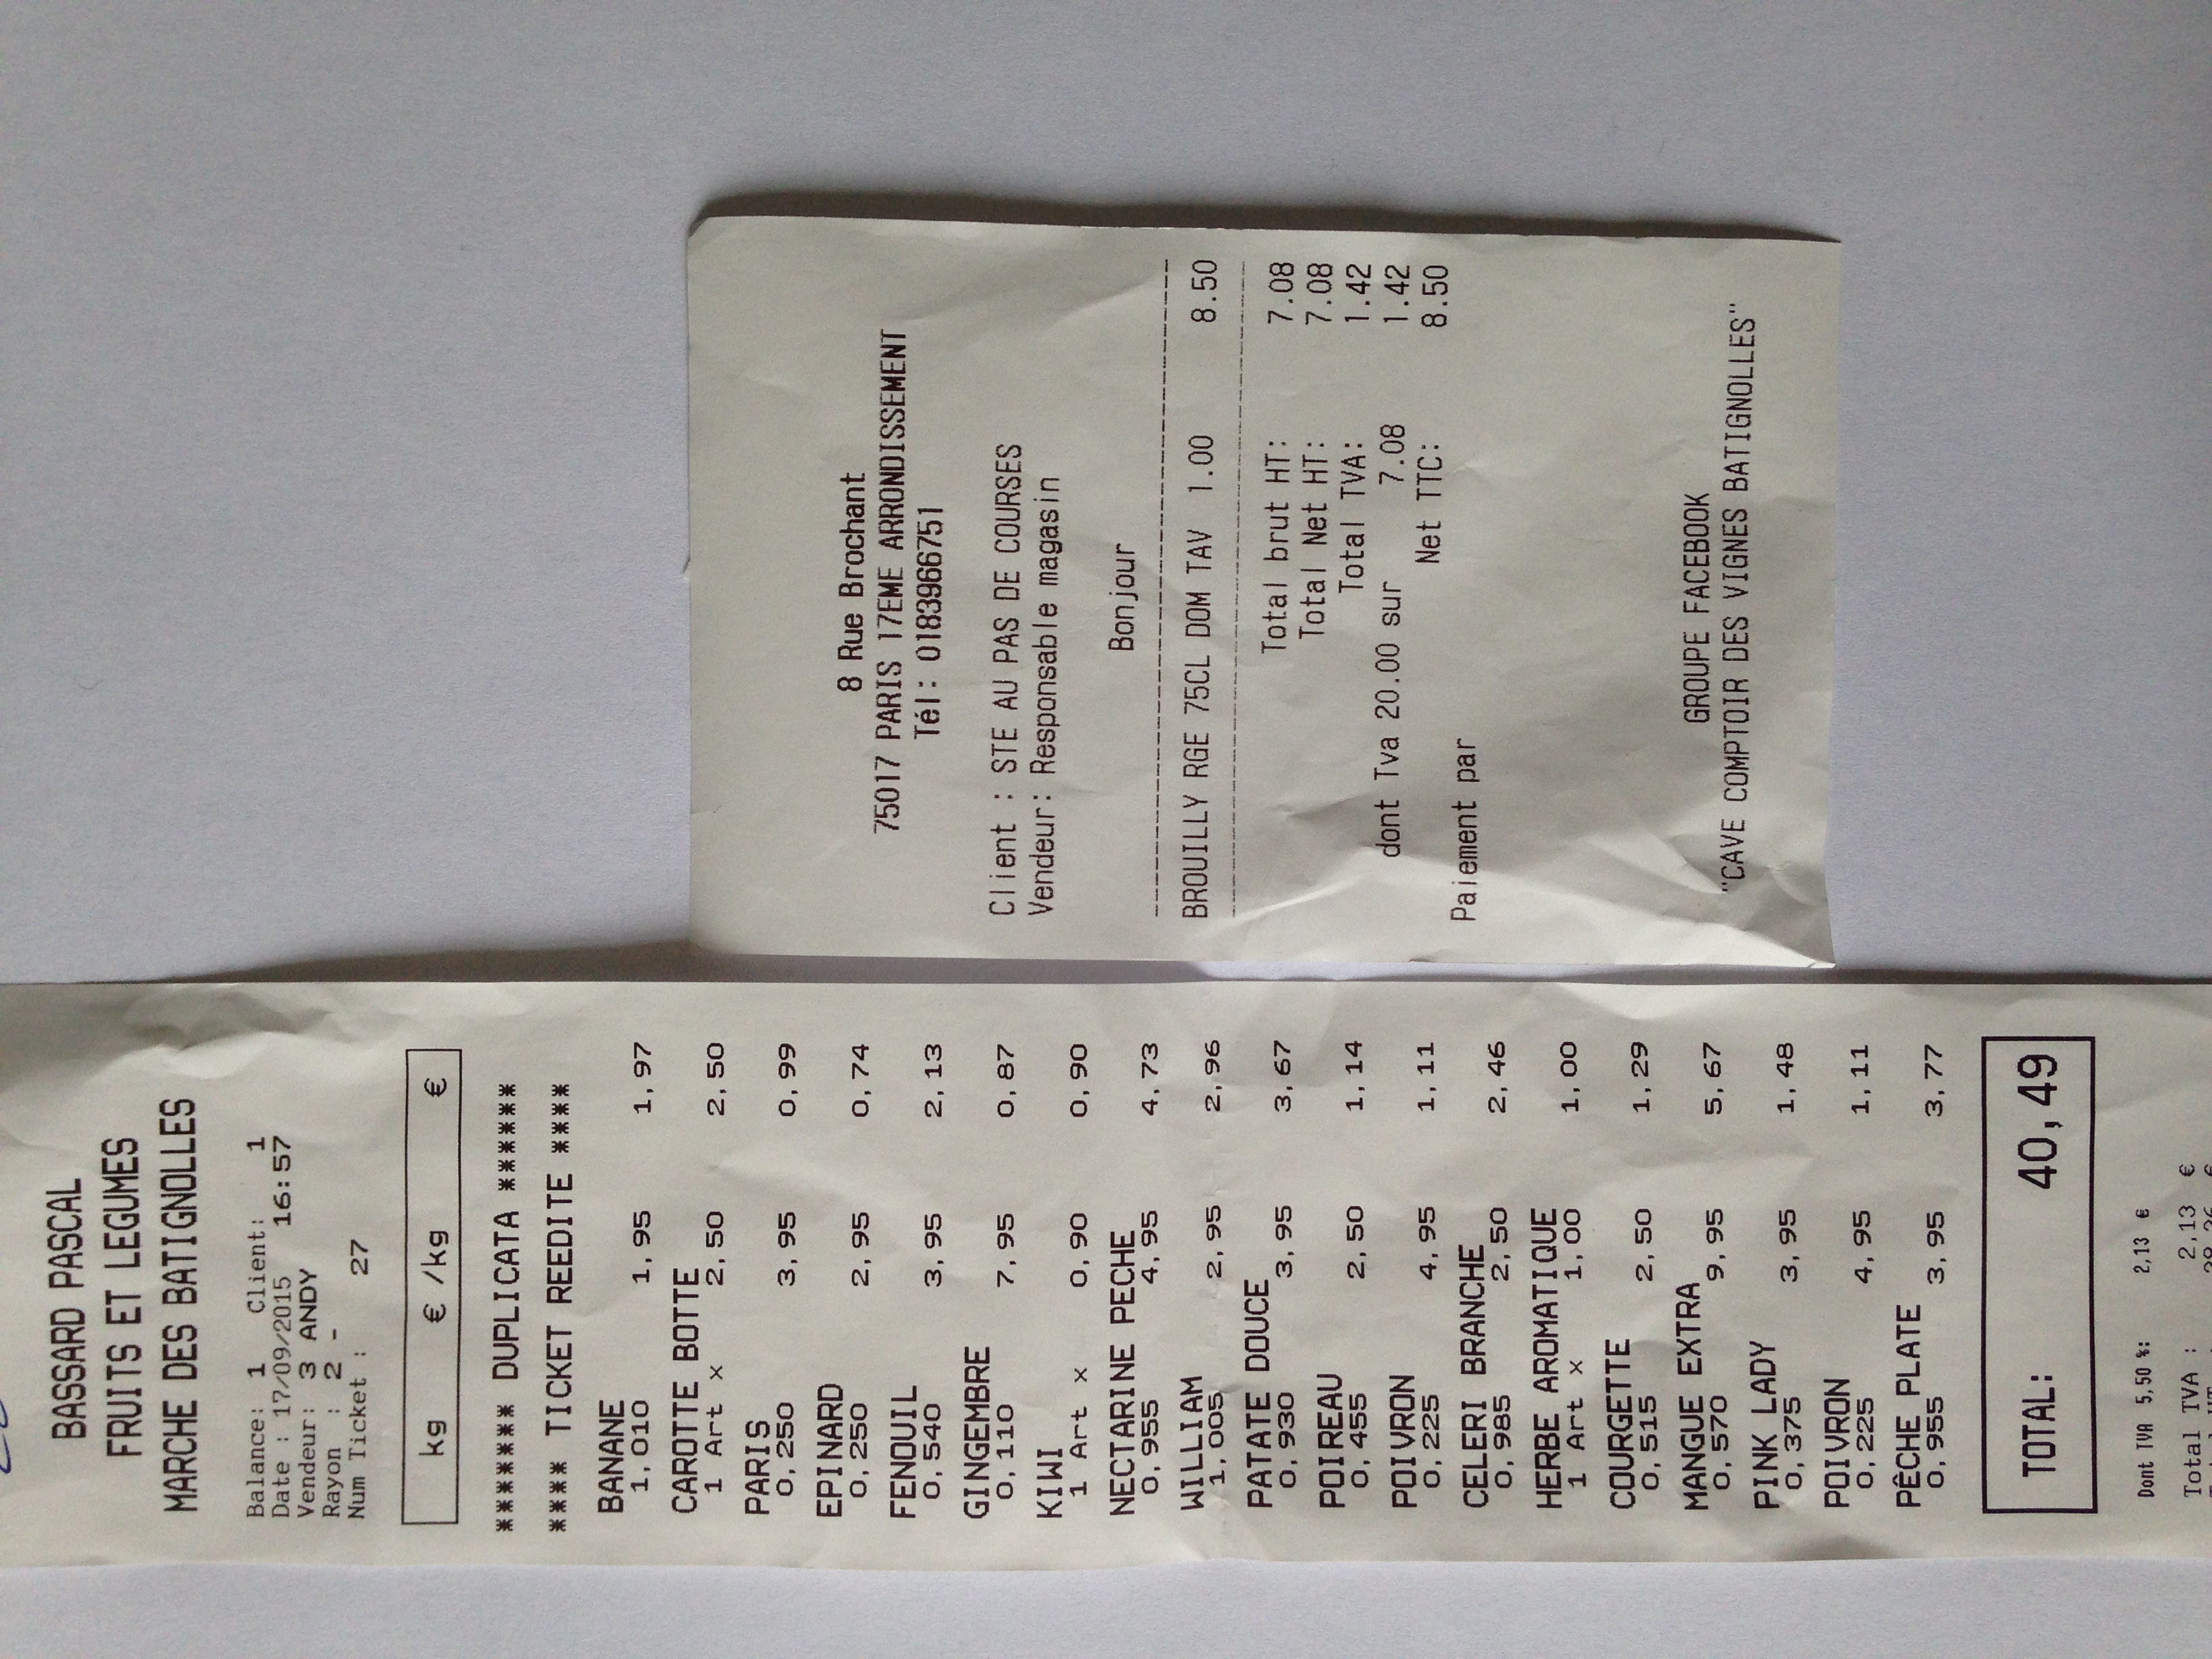 BASSARD PASCAL
FRUITS ET LEGUMES
MARCHE DES BATIGNOLLES
Balance: 1 Client: 1
Date : 17/09/2015 16:57
Vendeur: 3 ANDY
Rayon : 2 -
Num Ticket : 27
kg € /kg €
******* DUPLICATA ******
**** TICKET REEDITE ****
BANANE
1,010 1,95 1,97
CAROTTE BOTTE
1 Art x 2,50 2,50
PARIS
0,250 3,95 0,99
EPINARD
0,250 2,95 0,74
FENOUIL
0,540 3,95 2,13
GINGEMBRE
0,110 7,95 0,87
KIWI
1 Art x 0,90 0,90
NECTARINE PECHE
0,955 4,95 4,73
WILLIAM
1,005 2,95 2,96
PATATE DOUCE
0,930 3,95 3,67
POIREAU
0,455 2,50 1,14
POIVRON
0,225 4,95 1,11
CELERI BRANCHE
0,985 2,50 2,46
HERBE AROMATIQUE
1 Art x 1,00 1,00
COURGETTE
0,515 2,50 1,29
MANGUE EXTRA
0,570 9,95 5,67
PINK LADY
0,375 3,95 1,48
POIVRON
0,225 4,95 1,11
PÊCHE PLATE
0,955 3,95 3,77
TOTAL: 40,49
Dont TVA 5,50 %: 2,13 €
Total TVA : 2,13 €
8 Rue Brochant
75017 PARIS 17EME ARRONDISSEMENT
Tél: 0183966751
Client : STE AU PAS DE COURSES
Vendeur: Responsable magasin
Bonjour
BROUILLY RGE 75CL DOM TAV 1.00 8.50
Total brut HT: 7.08
Total Net HT: 7.08
Total TVA: 1.42
dont Tva 20.00 sur 7.08 1.42
Net TTC: 8.50
Paiement par
GROUPE FACEBOOK
"CAVE COMPTOIR DES VIGNES BATIGNOLLES"